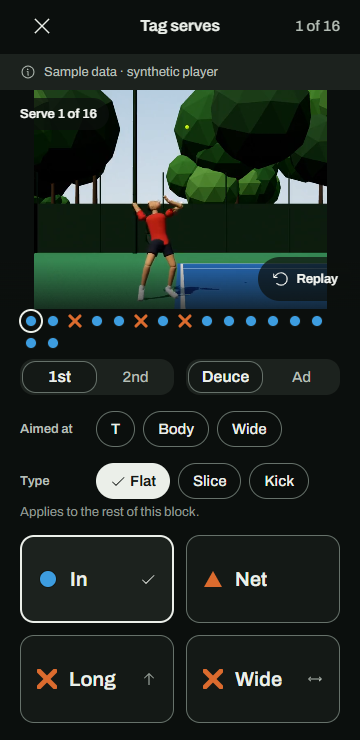 Tag serves 1 of 16
Sample data · synthetic player
Serve 1 of 16
Replay
1st 2nd Deuce Ad
Aimed at T Body Wide
Type Flat Slice Kick
Applies to the rest of this block.
In Net
Long Wide